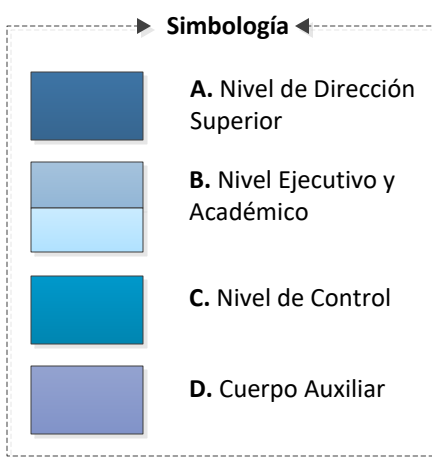 Simbología
A. Nivel de Dirección
Superior
B. Nivel Ejecutivo y
Académico
C. Nivel de Control
D. Cuerpo Auxiliar